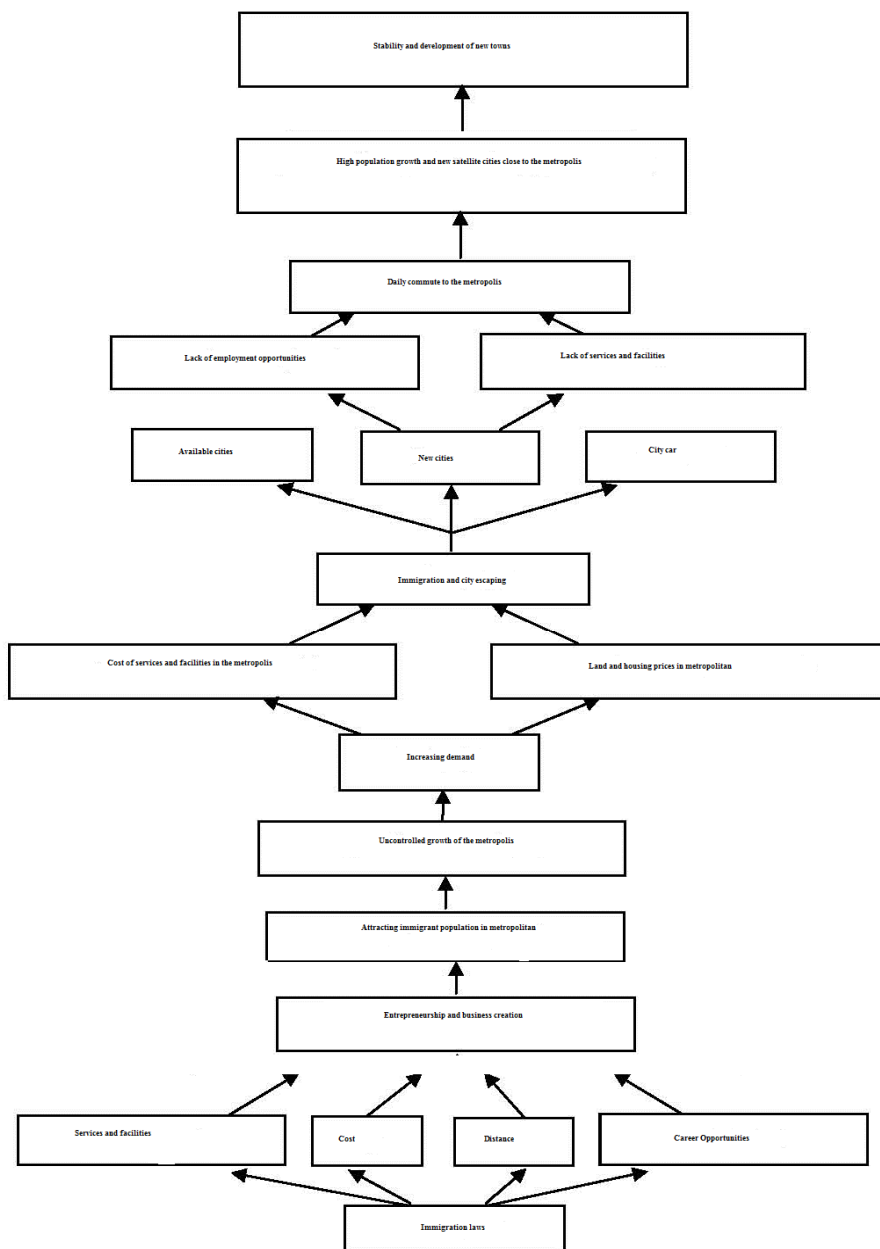 Stability and development of new towns
High population growth and new satellite cities close to the metropolis
Daily commute to the metropolis
Lack of employment opportunities
Lack of services and facilities
Available cities
New cities
City car
Immigration and city escaping
Cost of services and facilities in the metropolis
Land and housing prices in metropolitan
Increasing demand
Uncontrolled growth of the metropolis
Attracting immigrant population in metropolitan
Entrepreneurship and business creation
Services and facilities
Cost
Distance
Career Opportunities
Immigration laws